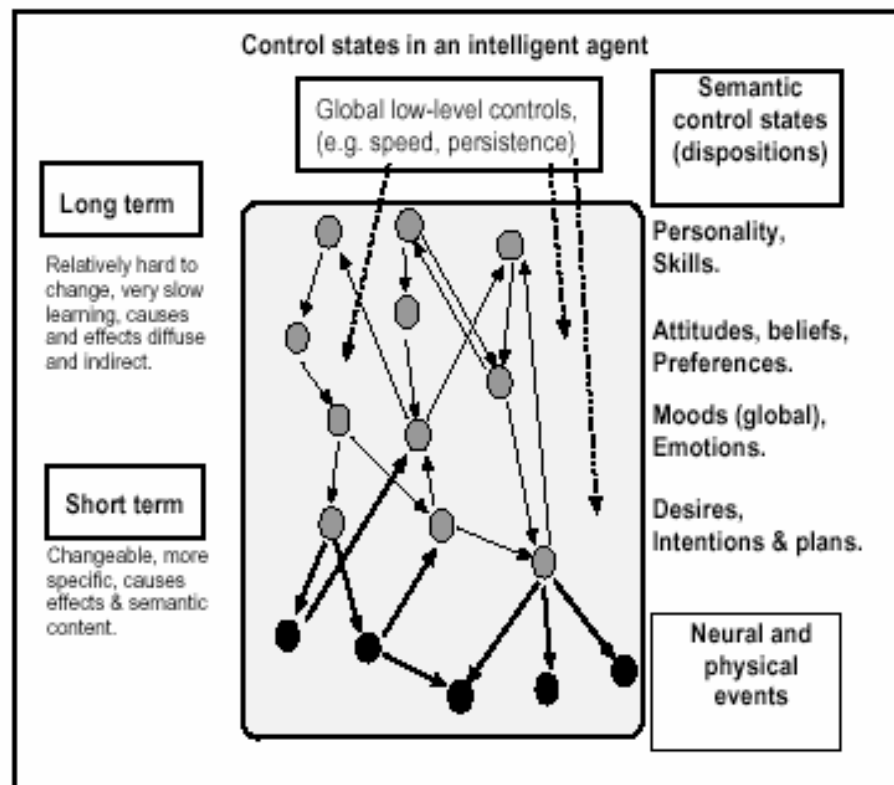 Control states in an intelligent agent
Global low-level controls,
(e.g. speed, persistence)
Semantic
control states
(dispositions)
Long term
Relatively hard to
change, very slow
learning, causes
and effects diffuse
and indirect.
Personality,
Skills.
Attitudes, beliefs,
Preferences.
Moods (global),
Emotions.
Short term
Changeable, more
specific, causes
effects & semantic
content.
Desires,
Intentions & plans.
Neural and
physical
events